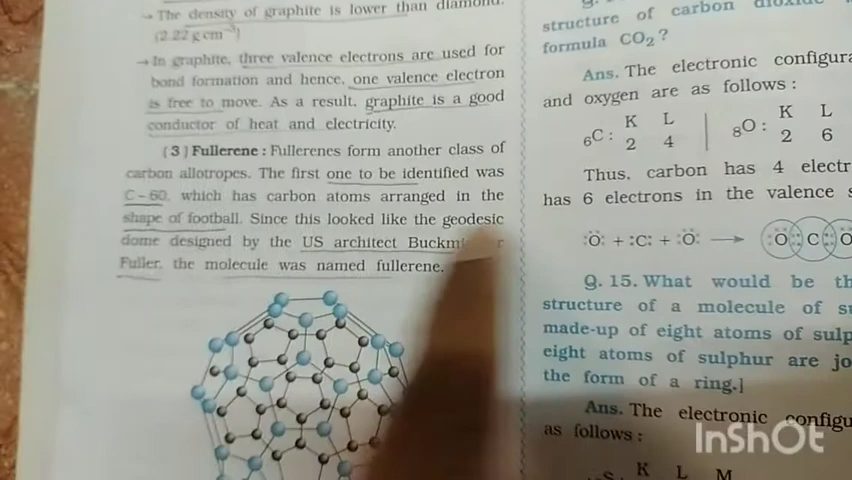 → The density of graphite is lower than diamond.
(2.22 g cm⁻³)
→ In graphite, three valence electrons are used for
bond formation and hence, one valence electron
is free to move. As a result, graphite is a good
conductor of heat and electricity.
(3) Fullerene : Fullerenes form another class of
carbon allotropes. The first one to be identified was
C – 60, which has carbon atoms arranged in the
shape of football. Since this looked like the geodesic
dome designed by the US architect
Fuller, the molecule was named fullerene.
structure of carbon
formula CO₂?
Ans. The electronic
and oxygen are as follows :
K L K L
₆C : 2 4 ₈O : 2 6
Thus, carbon has 4
has 6 electrons in the valence
:Ö: + :C: + :Ö: → O C O
Q. 15. What would be
structure of a molecule of
made-up of eight atoms of
eight atoms of sulphur are
the form of a ring.]
Ans. The electronic
as follows :
K L M
InShOt